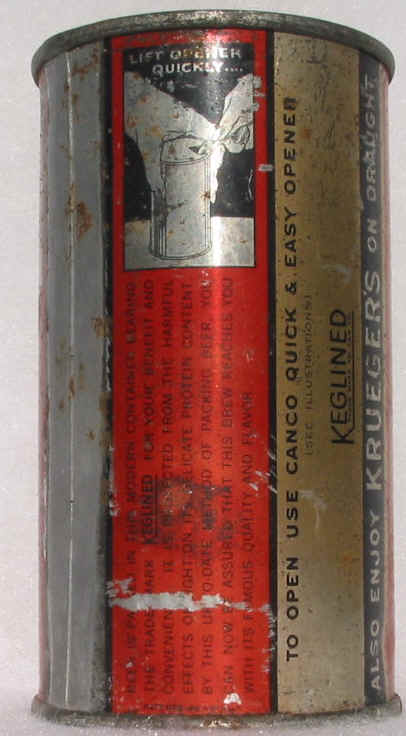 LIFT OPENER
QUICKLY....
IN THIS MODERN CONTAINER BEARING
THE TRADE MARK KEGLINED FOR YOUR BENEFIT AND
CONVENIENCE. IT IS PROTECTED FROM THE HARMFUL
EFFECTS OF LIGHT ON ITS DELICATE PROTEIN CONTENT.
BY THIS UP-TO-DATE METHOD OF PACKING BEER, YOU
CAN NOW BE ASSURED THAT THIS BREW REACHES YOU
WITH ITS FAMOUS QUALITY AND FLAVOR
TO OPEN USE CANCO QUICK & EASY OPENER
(SEE ILLUSTRATIONS)
KEGLINED
ALSO ENJOY KRUEGERS ON DRAUGHT